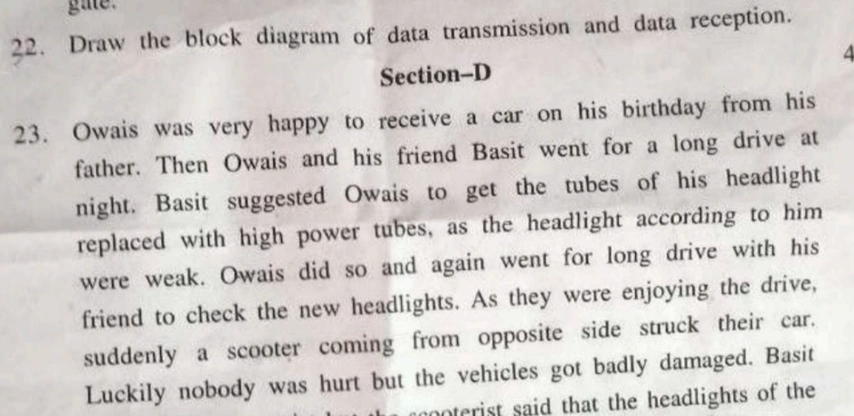 gate.
22. Draw the block diagram of data transmission and data reception.
Section–D
4
23. Owais was very happy to receive a car on his birthday from his
father. Then Owais and his friend Basit went for a long drive at
night. Basit suggested Owais to get the tubes of his headlight
replaced with high power tubes, as the headlight according to him
were weak. Owais did so and again went for long drive with his
friend to check the new headlights. As they were enjoying the drive,
suddenly a scooter coming from opposite side struck their car.
Luckily nobody was hurt but the vehicles got badly damaged. Basit
scooterist said that the headlights of the